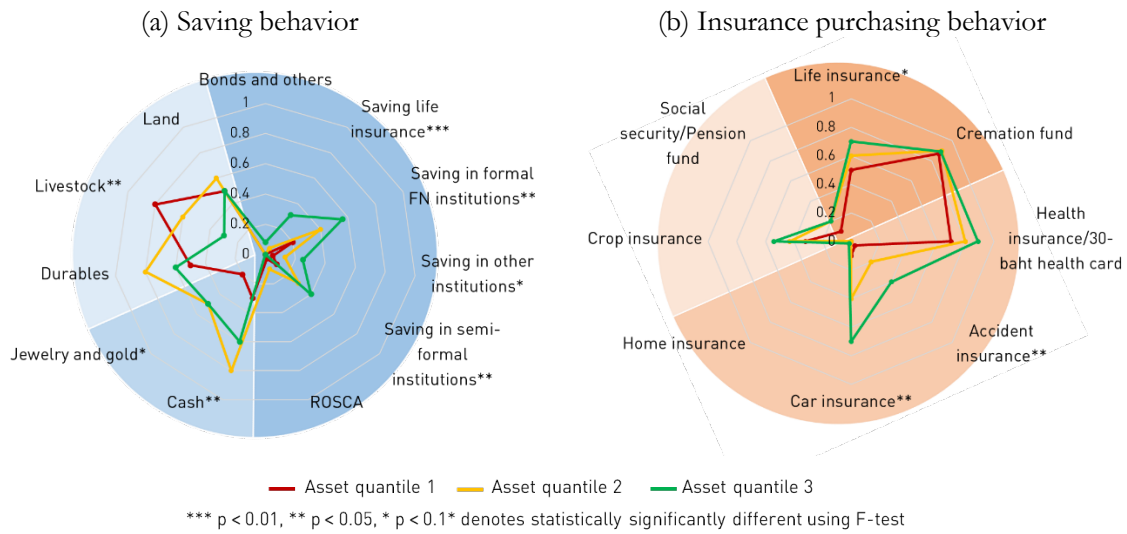 (a) Saving behavior
Bonds and others
1
0.8
0.6
0.4
0.2
0
Saving life
insurance***
Saving in formal
FN institutions**
Saving in other
institutions*
Saving in semi-
formal
institutions**
ROSCA
Cash**
Jewelry and gold*
Durables
Livestock**
Land
(b) Insurance purchasing behavior
Life insurance*
1
0.8
0.6
0.4
0.2
0
Cremation fund
Health
insurance/30-
baht health card
Accident
insurance**
Car insurance**
Home insurance
Crop insurance
Social
security/Pension
fund
Asset quantile 1
Asset quantile 2
Asset quantile 3
*** p < 0.01, ** p < 0.05, * p < 0.1* denotes statistically significantly different using F-test